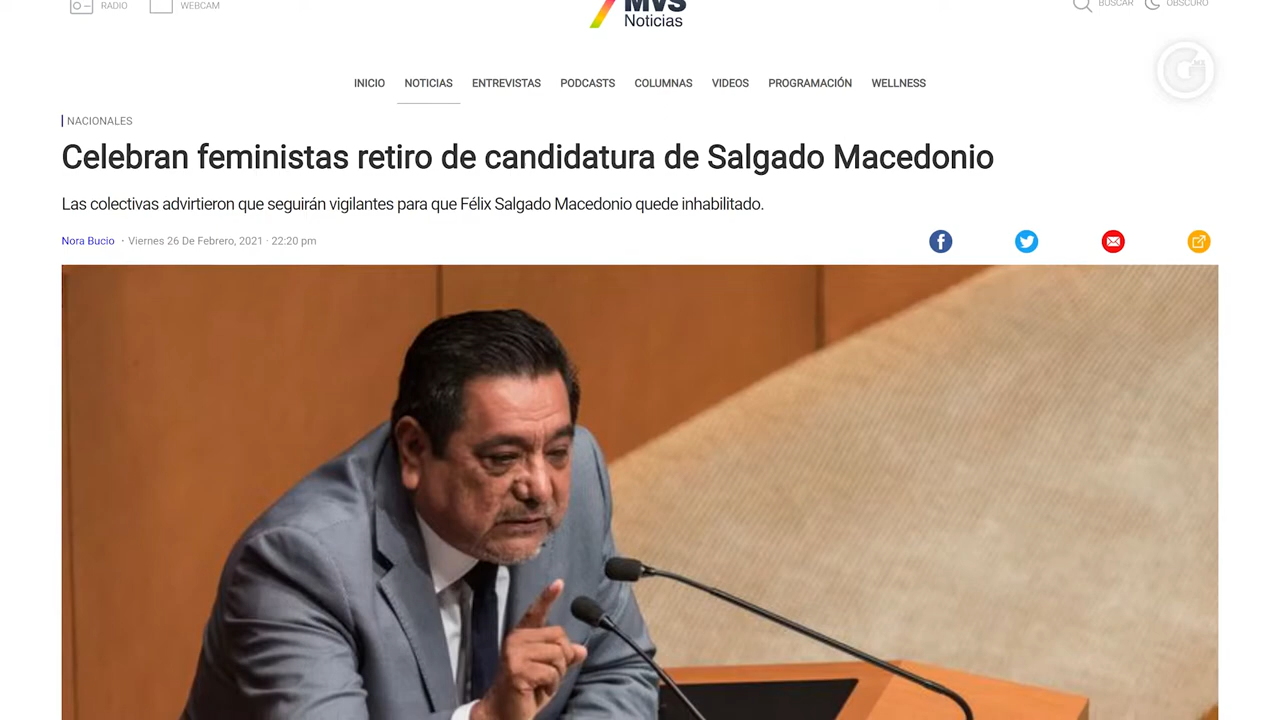 RADIO
WEBCAM
MVS
Noticias
BUSCAR
OBSCURO
INICIO NOTICIAS ENTREVISTAS PODCASTS COLUMNAS VIDEOS PROGRAMACIÓN WELLNESS
NACIONALES
Celebran feministas retiro de candidatura de Salgado Macedonio
Las colectivas advirtieron que seguirán vigilantes para que Félix Salgado Macedonio quede inhabilitado.
Nora Bucio · Viernes 26 De Febrero, 2021 · 22:20 pm